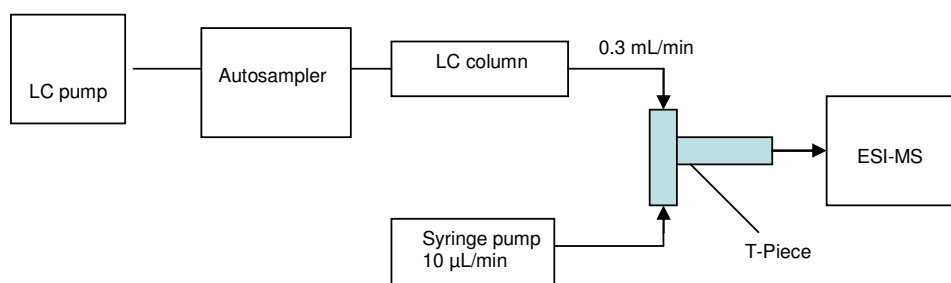 LC pump
Autosampler
LC column
0.3 mL/min
ESI-MS
Syringe pump
10 µL/min
T-Piece